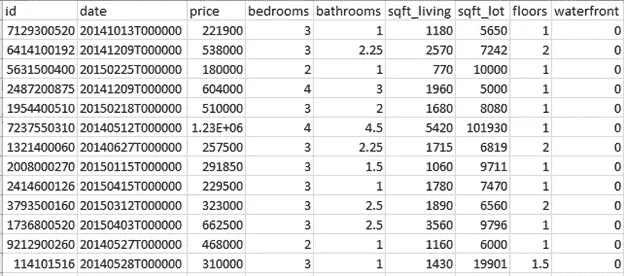 id date price bedrooms bathrooms sqft_living sqft_lot floors waterfront
7129300520 20141013T000000 221900 3 1 1180 5650 1 0
6414100192 20141209T000000 538000 3 2.25 2570 7242 2 0
5631500400 20150225T000000 180000 2 1 770 10000 1 0
2487200875 20141209T000000 604000 4 3 1960 5000 1 0
1954400510 20150218T000000 510000 3 2 1680 8080 1 0
7237550310 20140512T000000 1.23E+06 4 4.5 5420 101930 1 0
1321400060 20140627T000000 257500 3 2.25 1715 6819 2 0
2008000270 20150115T000000 291850 3 1.5 1060 9711 1 0
2414600126 20150415T000000 229500 3 1 1780 7470 1 0
3793500160 20150312T000000 323000 3 2.5 1890 6560 2 0
1736800520 20150403T000000 662500 3 2.5 3560 9796 1 0
9212900260 20140527T000000 468000 2 1 1160 6000 1 0
114101516 20140528T000000 310000 3 1 1430 19901 1.5 0